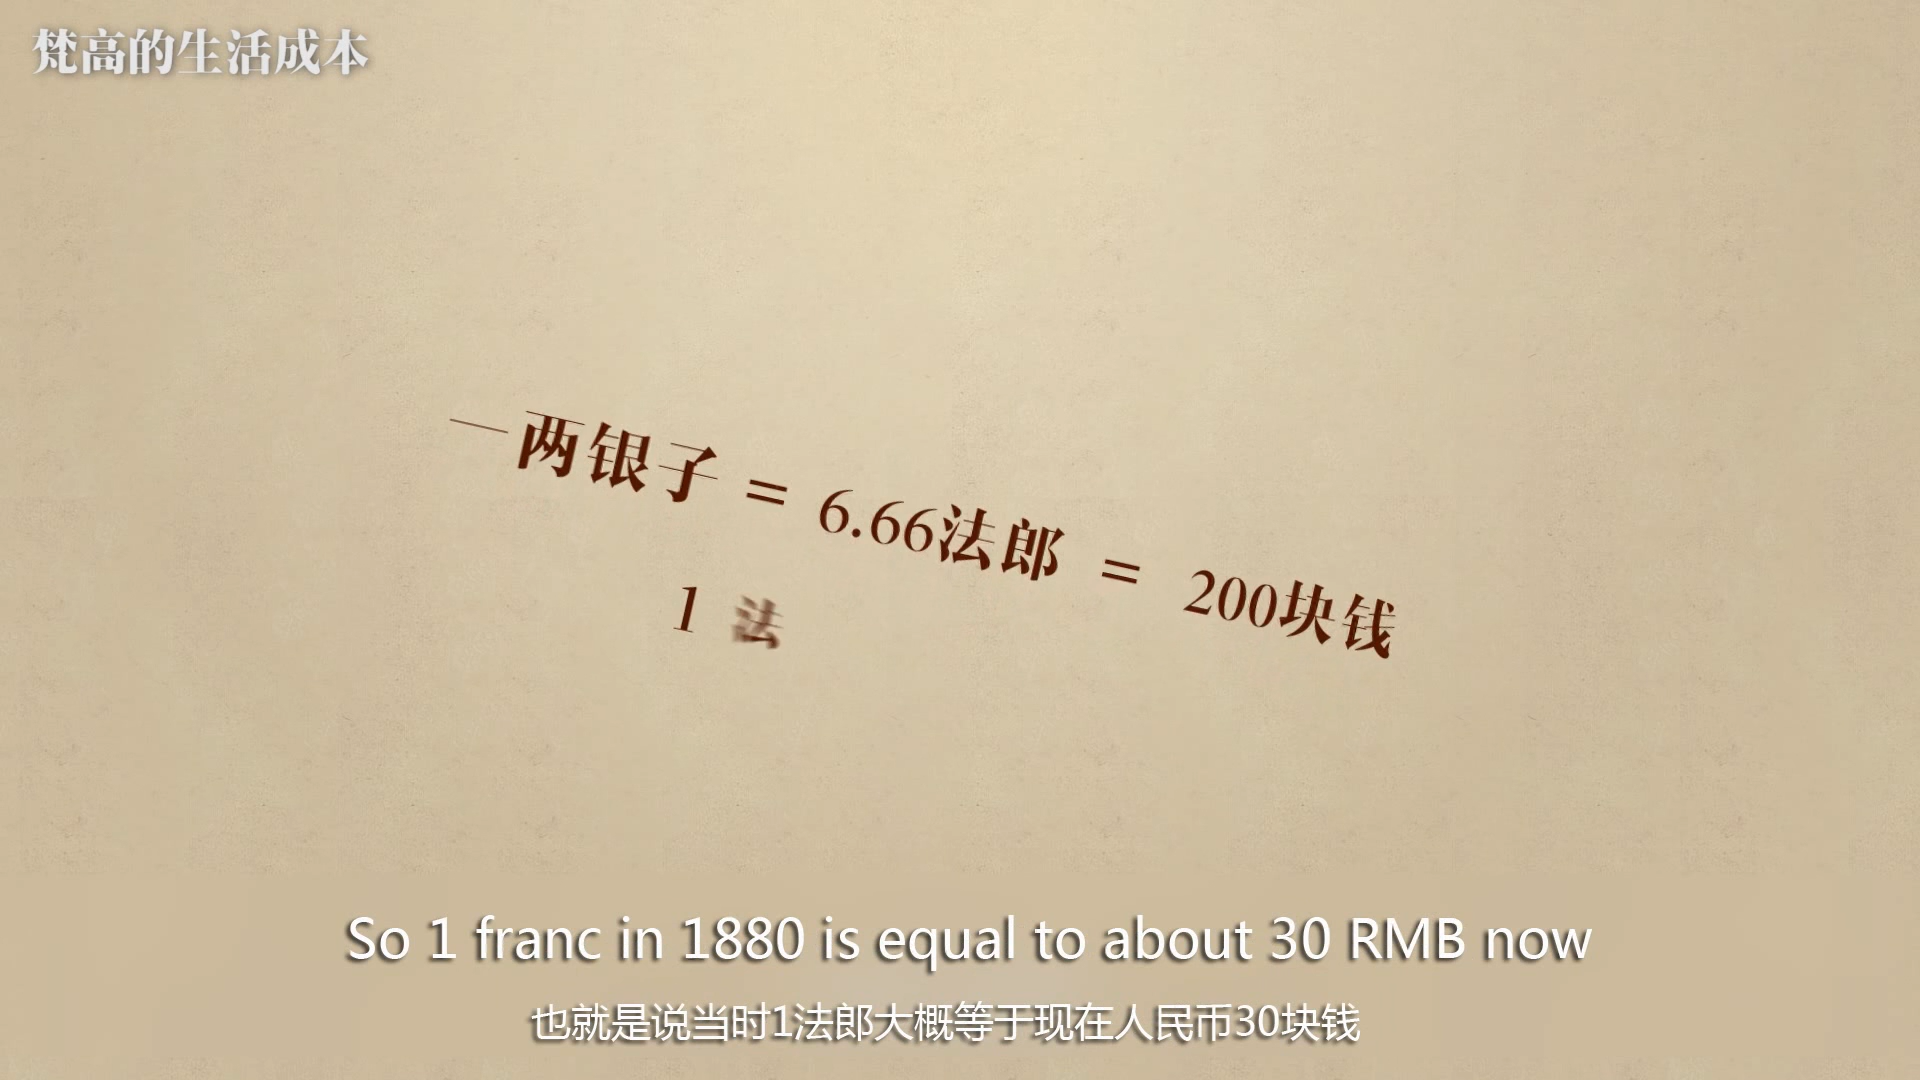 梵高的生活成本
一两银子 = 6.66法郎 = 200块钱
1 法
So 1 franc in 1880 is equal to about 30 RMB now
也就是说当时1法郎大概等于现在人民币30块钱